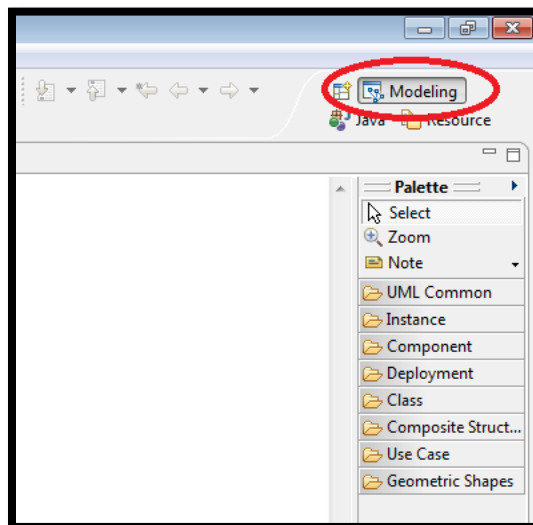 Modeling
Java Resource
Palette
Select
Zoom
Note
UML Common
Instance
Component
Deployment
Class
Composite Struct...
Use Case
Geometric Shapes